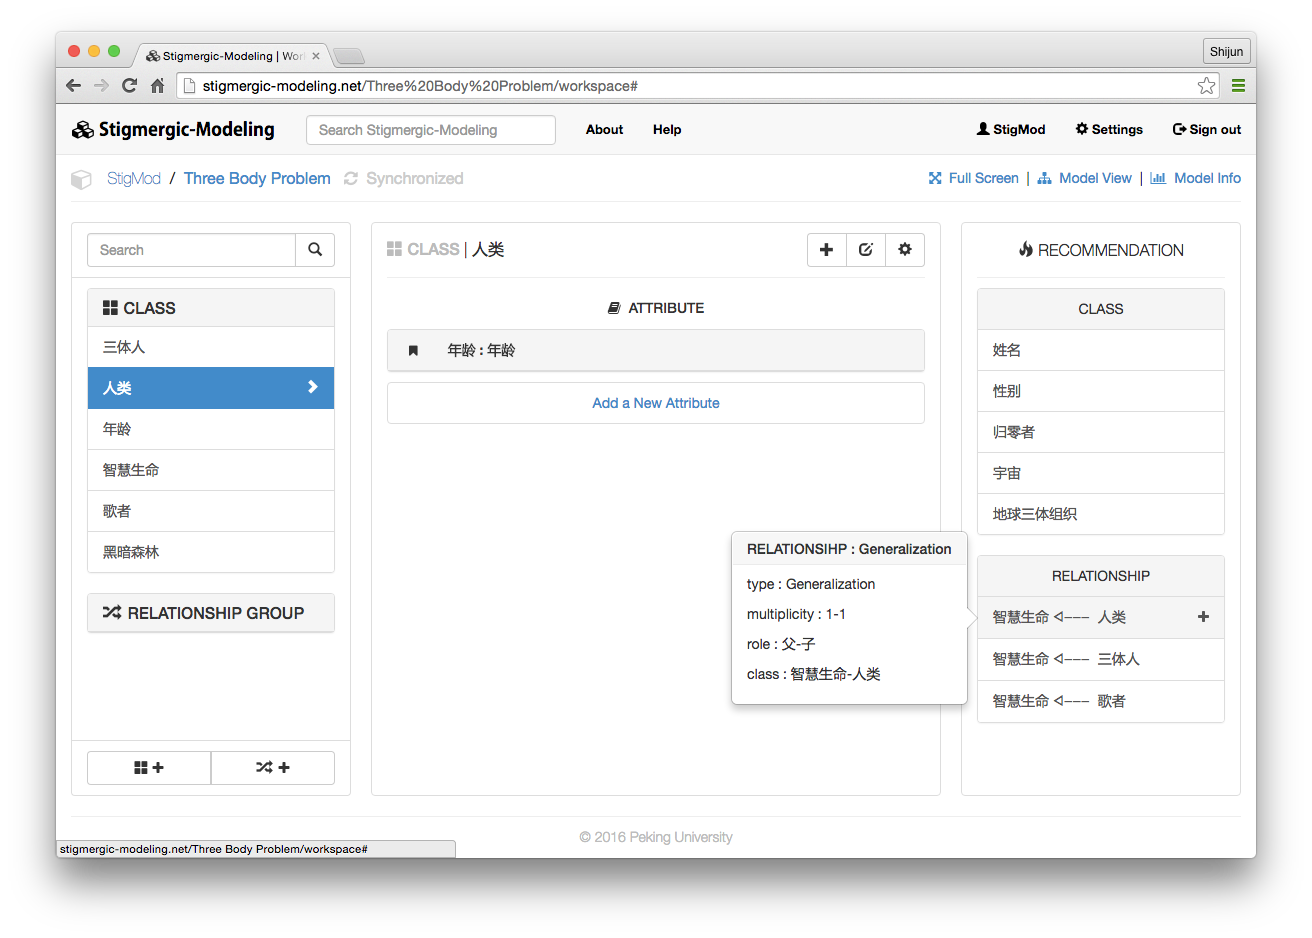 Stigmergic-Modeling | Wor
Shijun
stigmergic-modeling.net/Three%20Body%20Problem/workspace#
Stigmergic-Modeling
Search Stigmergic-Modeling
About
Help
StigMod
Settings
Sign out
StigMod / Three Body Problem
Synchronized
Full Screen | Model View | Model Info
Search
CLASS
三体人
人类
年龄
智慧生命
歌者
黑暗森林
RELATIONSHIP GROUP
CLASS | 人类
ATTRIBUTE
年龄 : 年龄
Add a New Attribute
RELATIONSIHP : Generalization
type : Generalization
multiplicity : 1-1
role : 父-子
class : 智慧生命-人类
RECOMMENDATION
CLASS
姓名
性别
归零者
宇宙
地球三体组织
RELATIONSHIP
智慧生命 ◁--- 人类
智慧生命 ◁--- 三体人
智慧生命 ◁--- 歌者
© 2016 Peking University
stigmergic-modeling.net/Three Body Problem/workspace#